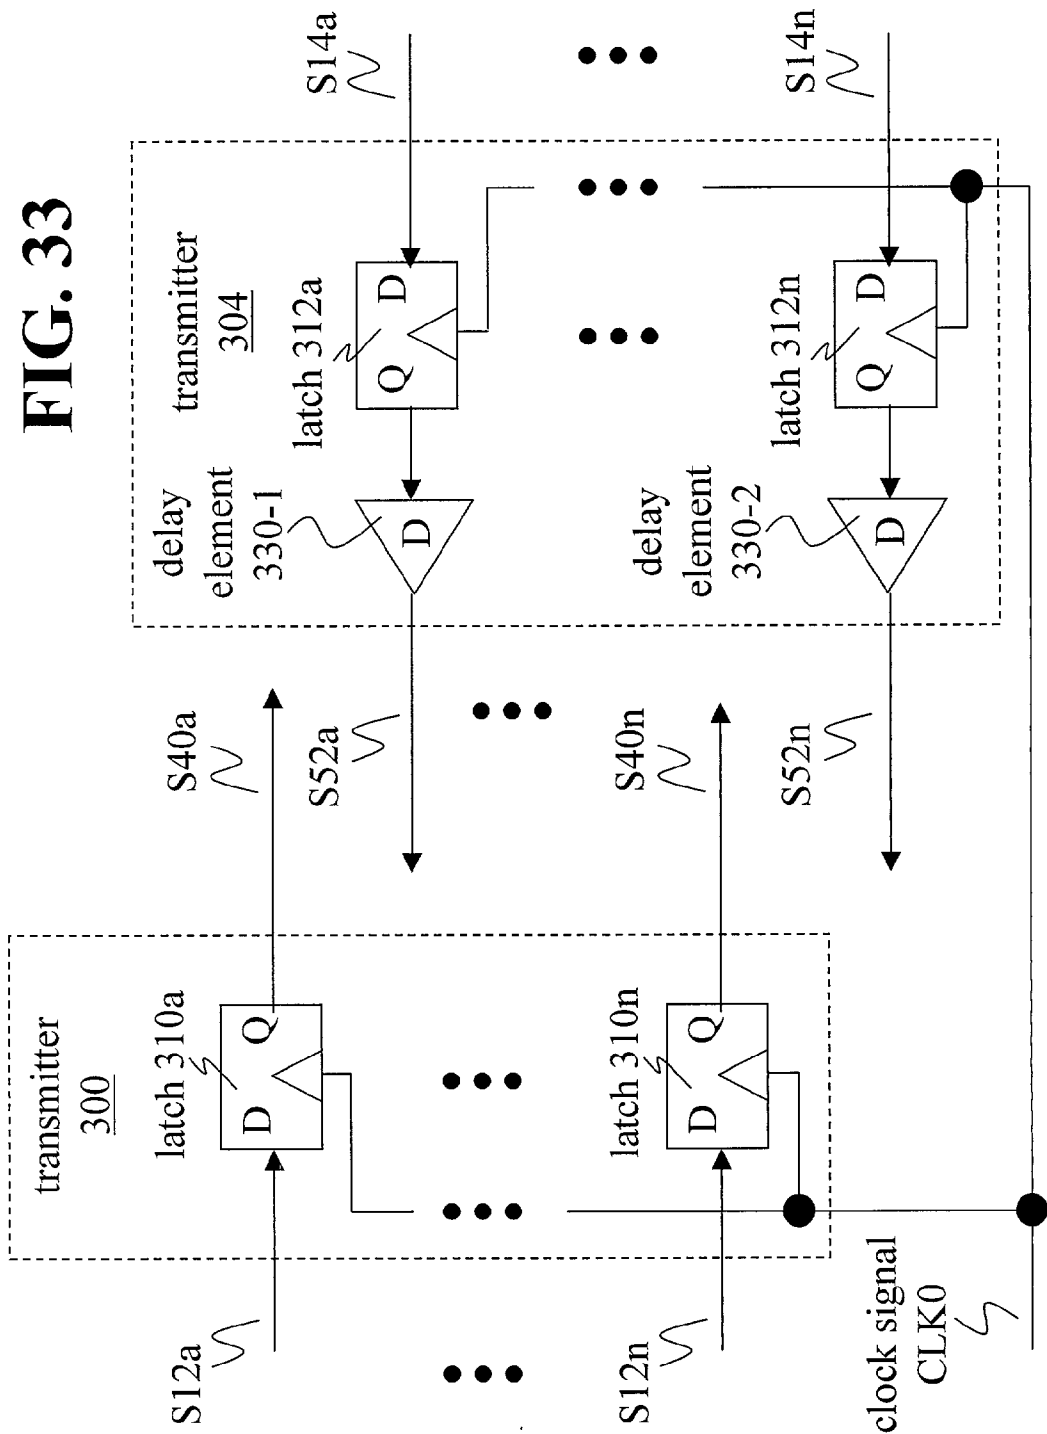 FIG. 33
transmitter
300
latch 310a
D
Q
S12a
S40a
latch 310n
D
Q
S12n
S40n
transmitter
304
delay
element
330-1
latch 312a
D
Q
D
S52a
S14a
delay
element
330-2
latch 312n
D
Q
D
S52n
S14n
clock signal
CLK0